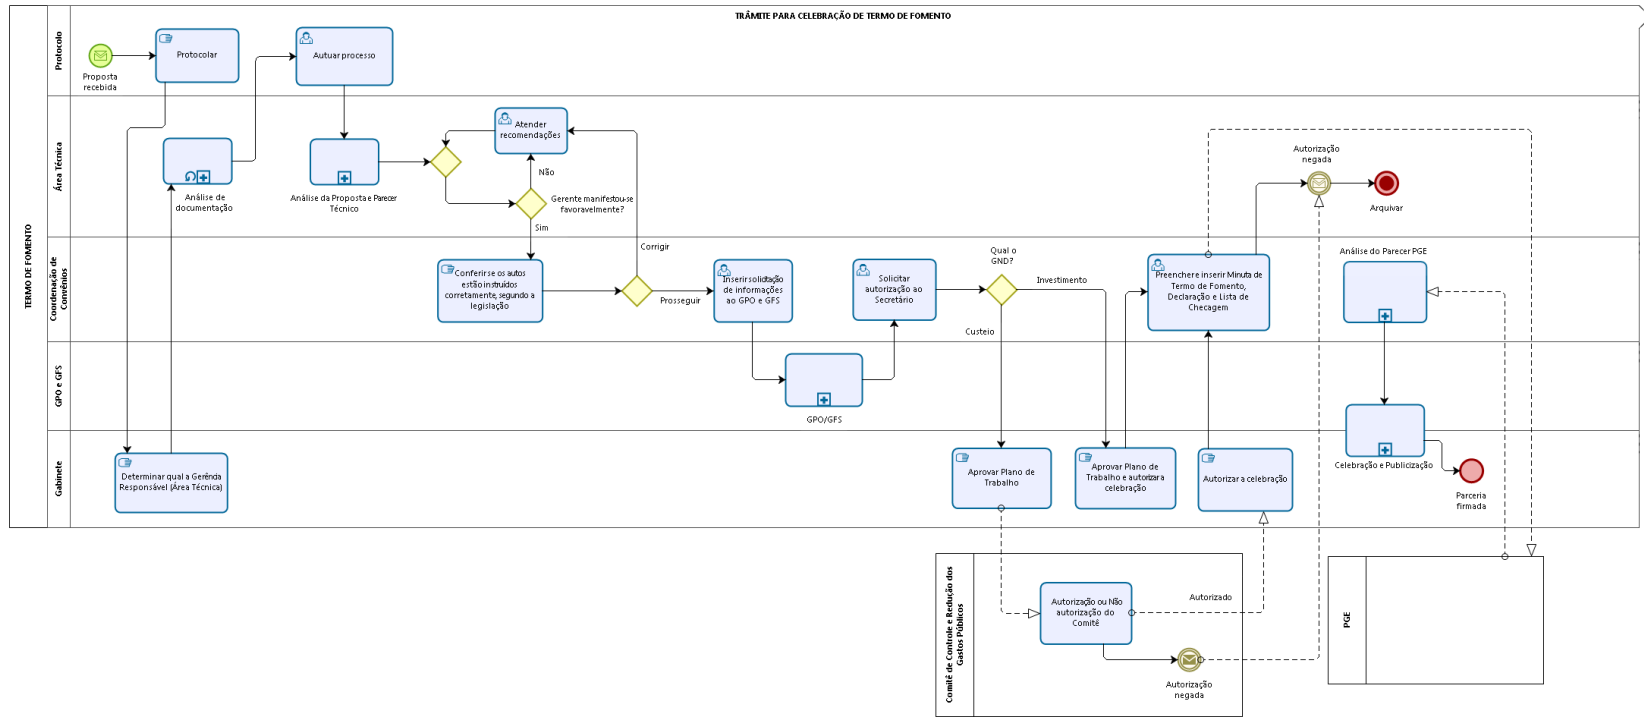 TRÂMITE PARA CELEBRAÇÃO DE TERMO DE FOMENTO
TERMO DE FOMENTO
Protocolo
Proposta
recebida
Protocolar
Autuar processo
Área Técnica
Análise de
documentação
Análise da Proposta e Parecer
Técnico
Atender
recomendações
Não
Gerente manifestou-se
favoravelmente?
Sim
Autorização
negada
Arquivar
Coordenação de
Convênios
Conferir se os autos
estão instruídos
corretamente, segundo a
legislação
Corrigir
Prosseguir
Inserir solicitação
de informações
ao GPO e GFS
Solicitar
autorização ao
Secretário
Qual o
GND?
Investimento
Custeio
Preencher e inserir Minuta de
Termo de Fomento,
Declaração e Lista de
Checagem
Análise do Parecer PGE
GPO e GFS
GPO/GFS
Gabinete
Determinar qual a Gerência
Responsável (Área Técnica)
Aprovar Plano de
Trabalho
Aprovar Plano de
Trabalho e autorizar a
celebração
Autorizar a celebração
Celebração e Publicização
Parceria
firmada
Comitê de Controle e Redução dos
Gastos Públicos
Autorização ou Não
autorização do
Comitê
Autorizado
Autorização
negada
PGE